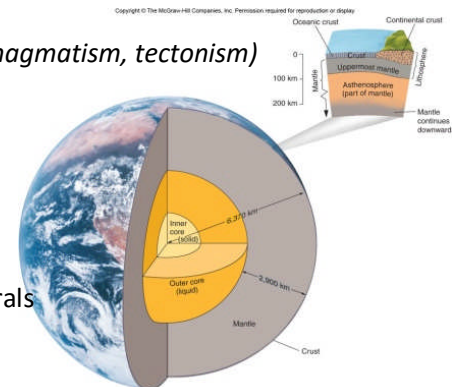 Copyright © The McGraw-Hill Companies, Inc. Permission required for reproduction or display
Oceanic crust
Continental crust
magmatism, tectonism)
0
Crust
Uppermost mantle
Lithosphere
100 km
Mantle
Asthenosphere
(part of mantle)
200 km
Mantle
continues
downward
6,370 km
Inner
core
(solid)
Outer core
(liquid)
2,900 km
rals
Mantle
Crust